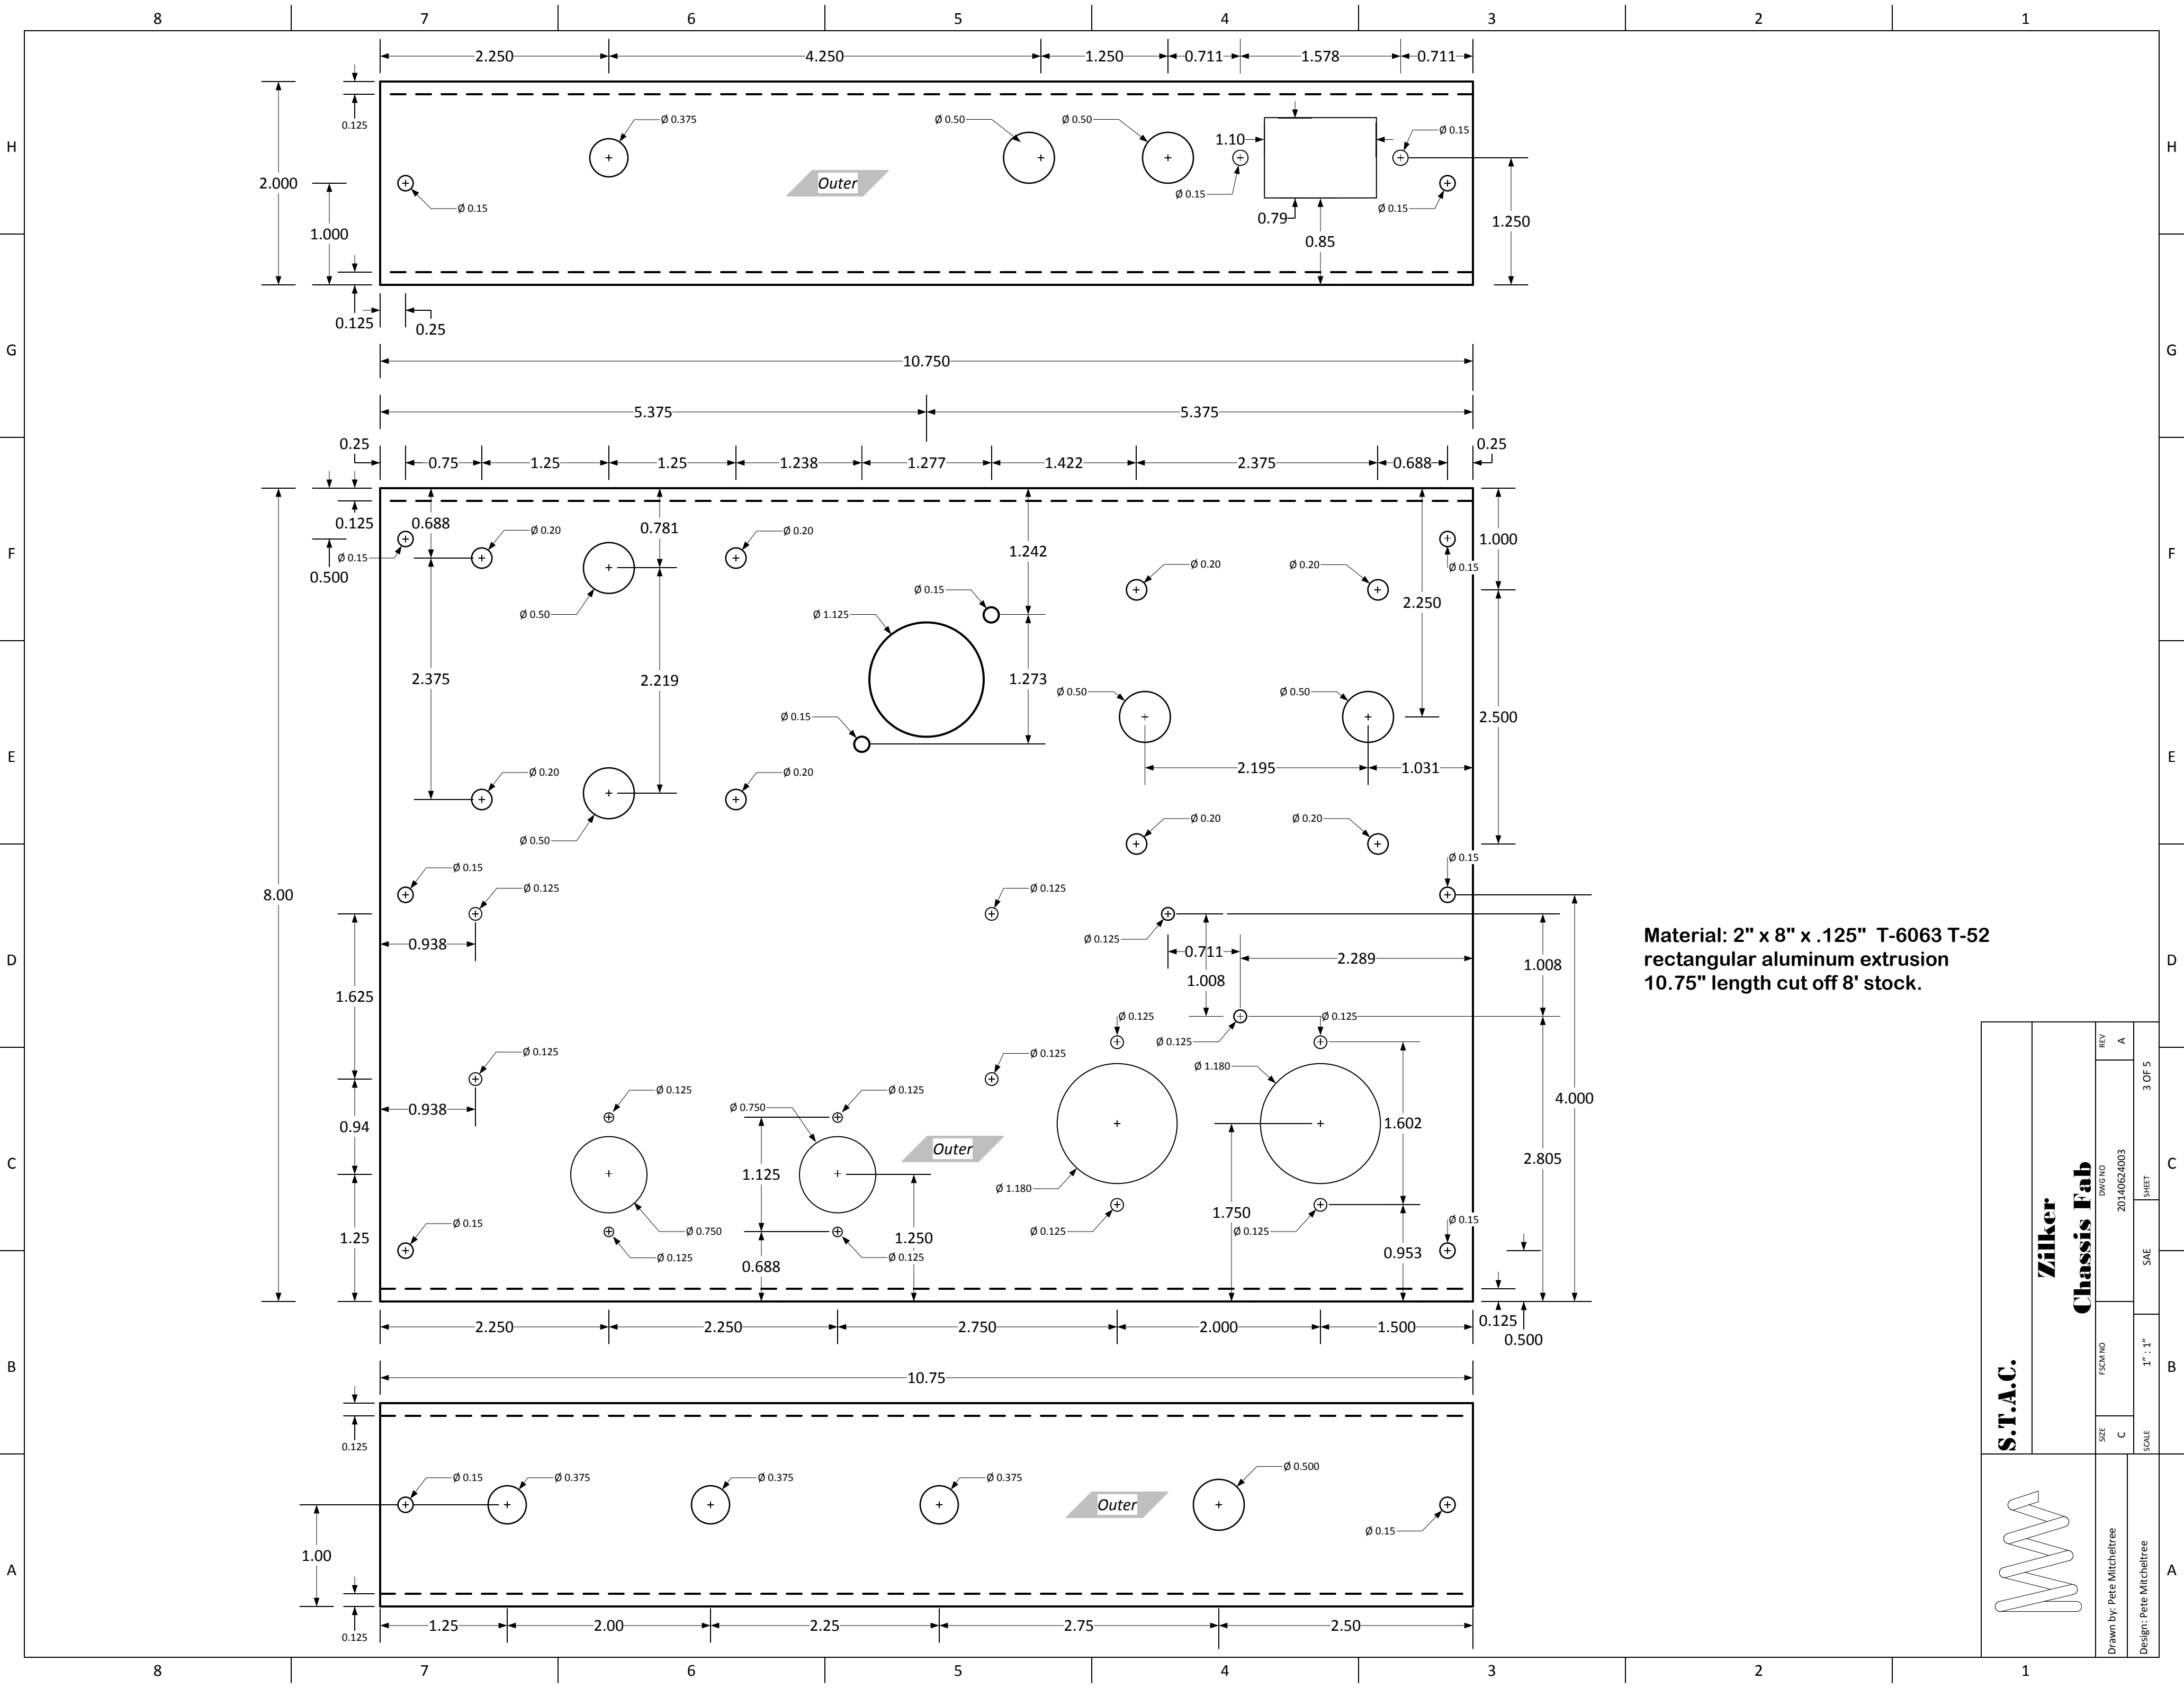 8 7 6 5 4 3 2 1
H
G
F
E
D
C
B
A
2.250 4.250 1.250 0.711 1.578 0.711
0.125
Ø 0.375
Ø 0.50
Ø 0.50
1.10
Ø 0.15
2.000
Ø 0.15
Outer
Ø 0.15
Ø 0.15
1.000
0.79
0.85
1.250
0.125
0.25
10.750
5.375 5.375
0.25
0.75 1.25 1.25 1.238 1.277 1.422 2.375 0.688
0.25
0.125
0.688
0.781
1.242
1.000
Ø 0.20
Ø 0.20
Ø 0.15
0.500
Ø 0.20
Ø 0.20
Ø 0.15
Ø 0.15
2.250
Ø 0.50
Ø 1.125
2.375
2.219
1.273
Ø 0.50
Ø 0.50
Ø 0.15
2.500
2.195
1.031
Ø 0.20
Ø 0.20
Ø 0.50
Ø 0.20
Ø 0.20
Ø 0.15
Ø 0.15
Ø 0.125
Ø 0.125
8.00
0.938
Ø 0.125
0.711
2.289
1.008
1.008
1.625
Material: 2" x 8" x .125" T-6063 T-52
rectangular aluminum extrusion
10.75" length cut off 8' stock.
Ø 0.125
Ø 0.125
Ø 0.125
Ø 0.125
Ø 0.125
Ø 1.180
0.938
Ø 0.125
Ø 0.125
Ø 0.750
4.000
0.94
1.602
Outer
2.805
1.125
Ø 1.180
1.25
Ø 0.15
Ø 0.750
1.250
1.750
Ø 0.125
Ø 0.125
Ø 0.15
Ø 0.125
Ø 0.125
0.688
0.953
2.250 2.250 2.750 2.000 1.500
0.125
0.500
10.75
0.125
Ø 0.15
Ø 0.375
Ø 0.375
Ø 0.375
Ø 0.500
Outer
Ø 0.15
1.00
0.125
1.25 2.00 2.25 2.75 2.50
S.T.A.C.
Zilker
Chassis Fab
SIZE
C
FSCM NO
DWG NO
20140624003
REV
A
SCALE
1" : 1"
SAE
SHEET
3 OF 5
Drawn by: Pete Mitcheltree
Design: Pete Mitcheltree
H
G
F
E
D
C
B
A
8 7 6 5 4 3 2 1